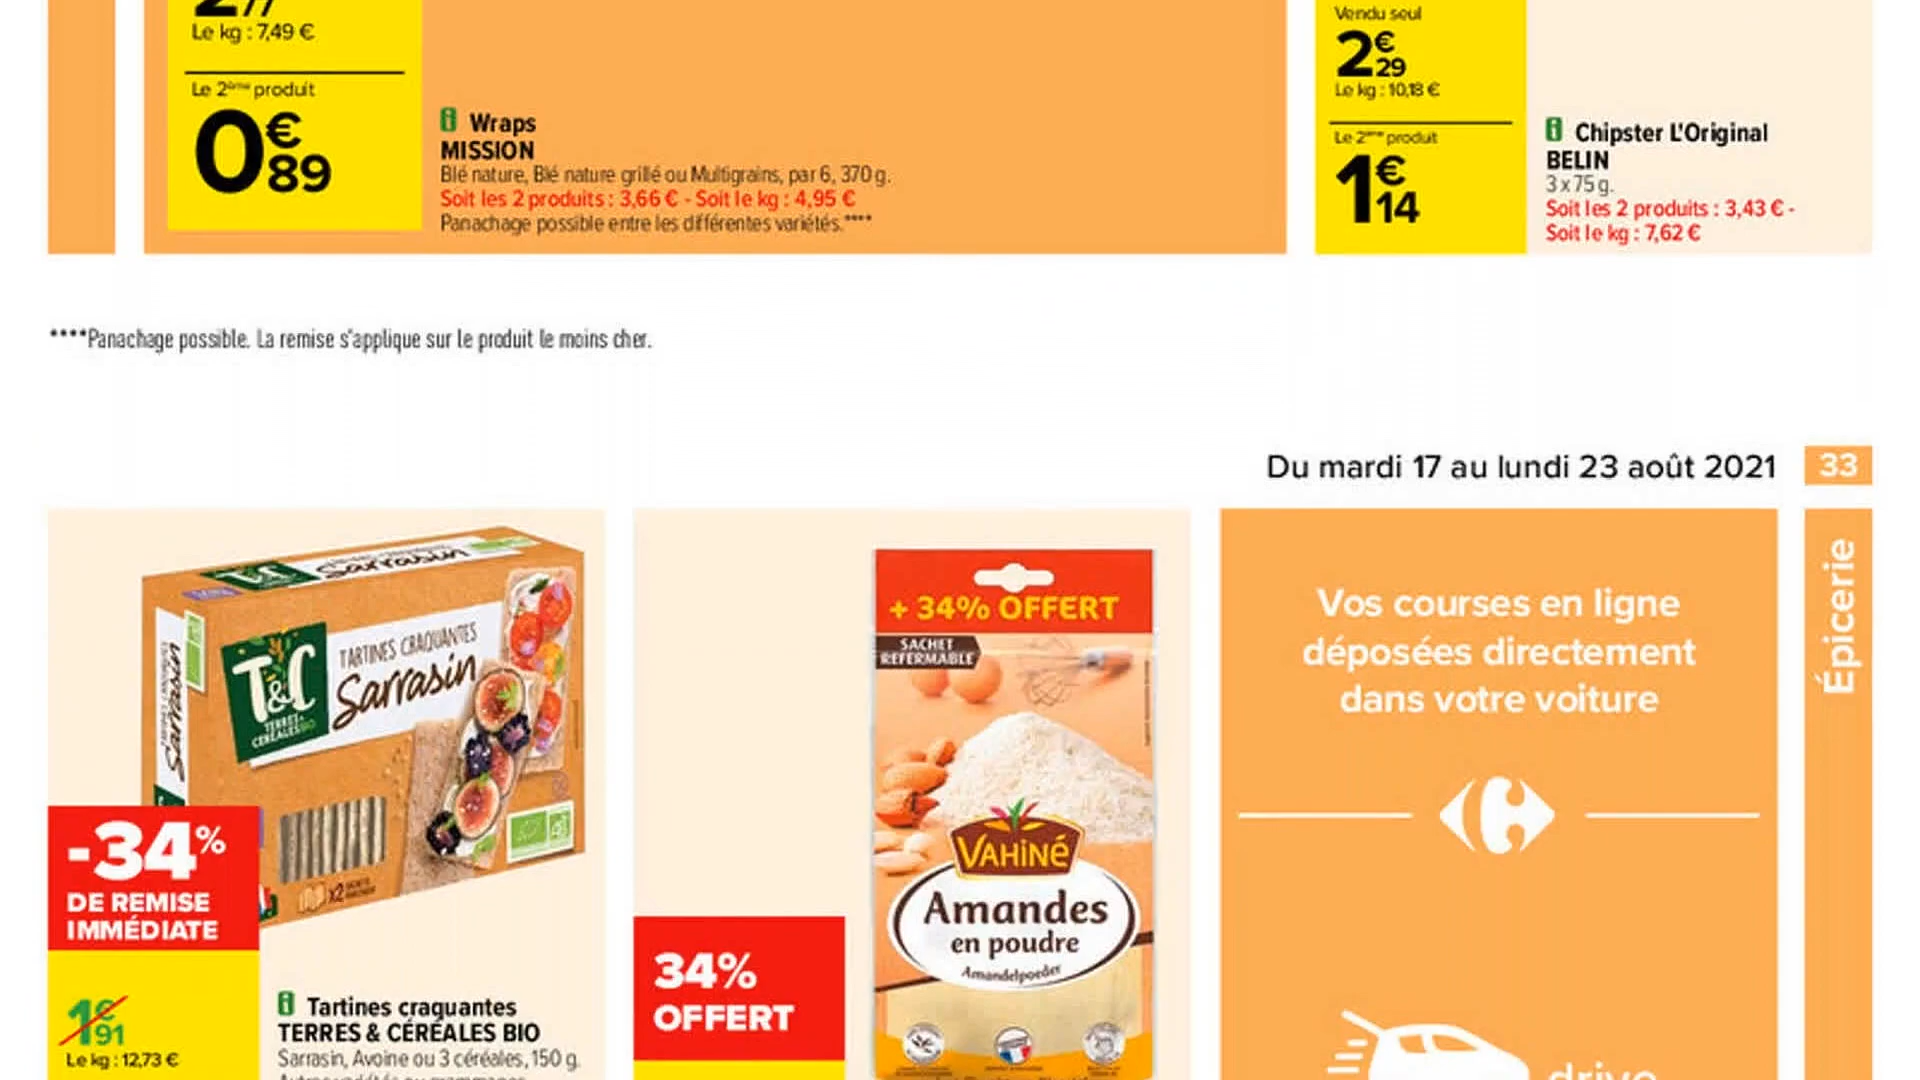 Le kg : 7,49 €
Le 2ème produit
0€89
Wraps
MISSION
Blé nature, Blé nature grillé ou Multigrains, par 6, 370 g.
Soit les 2 produits : 3,66 € - Soit le kg : 4,95 €
Panachage possible entre les différentes variétés.****
Vendu seul
2€29
Le kg : 10,18 €
Le 2ème produit
1€14
Chipster L'Original
BELIN
3 x 75 g.
Soit les 2 produits : 3,43 € -
Soit le kg : 7,62 €
****Panachage possible. La remise s'applique sur le produit le moins cher.
Du mardi 17 au lundi 23 août 2021
33
Épicerie
T&C
Sarrasin
T&C
TERRES & CÉRÉALES BIO
TARTINES CRAQUANTES
Sarrasin
Sarrasin
x2
-34%
DE REMISE
IMMÉDIATE
1€91
Le kg : 12,73 €
Tartines craquantes
TERRES & CÉRÉALES BIO
Sarrasin, Avoine ou 3 céréales, 150 g.
+ 34% OFFERT
SACHET
REFERMABLE
VAHINÉ
Amandes
en poudre
Amandelpoeder
34%
OFFERT
Vos courses en ligne
déposées directement
dans votre voiture
drive